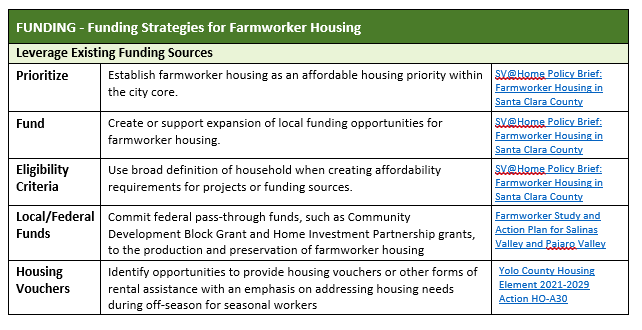 FUNDING - Funding Strategies for Farmworker Housing
Leverage Existing Funding Sources
Prioritize
Establish farmworker housing as an affordable housing priority within
the city core.
SV@Home Policy Brief:
Farmworker Housing in
Santa Clara County
Fund
Create or support expansion of local funding opportunities for
farmworker housing.
SV@Home Policy Brief:
Farmworker Housing in
Santa Clara County
Eligibility
Criteria
Use broad definition of household when creating affordability
requirements for projects or funding sources.
SV@Home Policy Brief:
Farmworker Housing in
Santa Clara County
Local/Federal
Funds
Commit federal pass-through funds, such as Community
Development Block Grant and Home Investment Partnership grants,
to the production and preservation of farmworker housing
Farmworker Study and
Action Plan for Salinas
Valley and Pajaro Valley
Housing
Vouchers
Identify opportunities to provide housing vouchers or other forms of
rental assistance with an emphasis on addressing housing needs
during off-season for seasonal workers
Yolo County Housing
Element 2021-2029
Action HO-A30